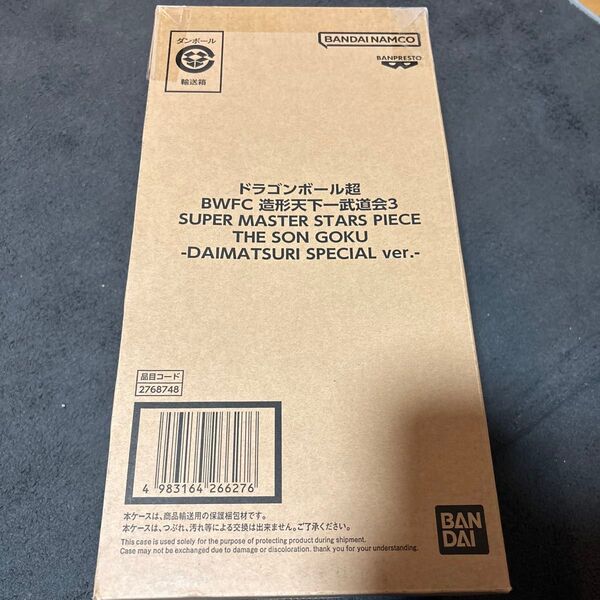 ダンボール
輸送箱
BANDAI NAMCO
BANPRESTO
ドラゴンボール超
BWFC 造形天下一武道会3
SUPER MASTER STARS PIECE
THE SON GOKU
-DAIMATSURI SPECIAL ver.-
品目コード
2768748
4 983164 266276
本ケースは、商品輸送用の保護梱包材です。
本ケースは、つぶれ、汚れ等による交換は出来ません。ご了承ください。
This case is used solely for the purpose of protecting product during shipment.
Case may not be exchanged due to damage or discoloration. thank you for your understanding.
BAN
DAI